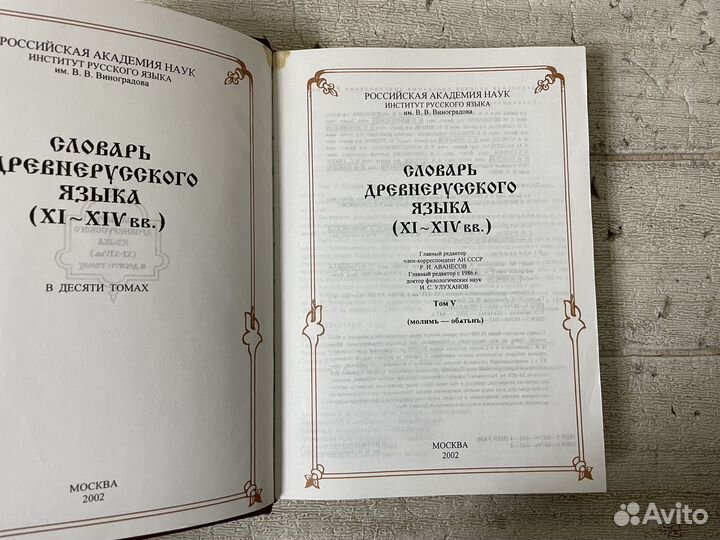 РОССИЙСКАЯ АКАДЕМИЯ НАУК
ИНСТИТУТ РУССКОГО ЯЗЫКА
им. В. В. Виноградова
СЛОВАРЬ
ДРЕВНЕРУССКОГО
ЯЗЫКА
(XI~XIV вв.)
В ДЕСЯТИ ТОМАХ
МОСКВА
2002
РОССИЙСКАЯ АКАДЕМИЯ НАУК
ИНСТИТУТ РУССКОГО ЯЗЫКА
им. В. В. Виноградова
СЛОВАРЬ
ДРЕВНЕРУССКОГО
ЯЗЫКА
(XI~XIV вв.)
Главный редактор
член-корреспондент АН СССР
Р. И. АВАНЕСОВ
Главный редактор с 1986 г.
доктор филологических наук
И. С. УЛУХАНОВ
Том V
(молимъ — обѧтьнъ)
МОСКВА
2002
Avito